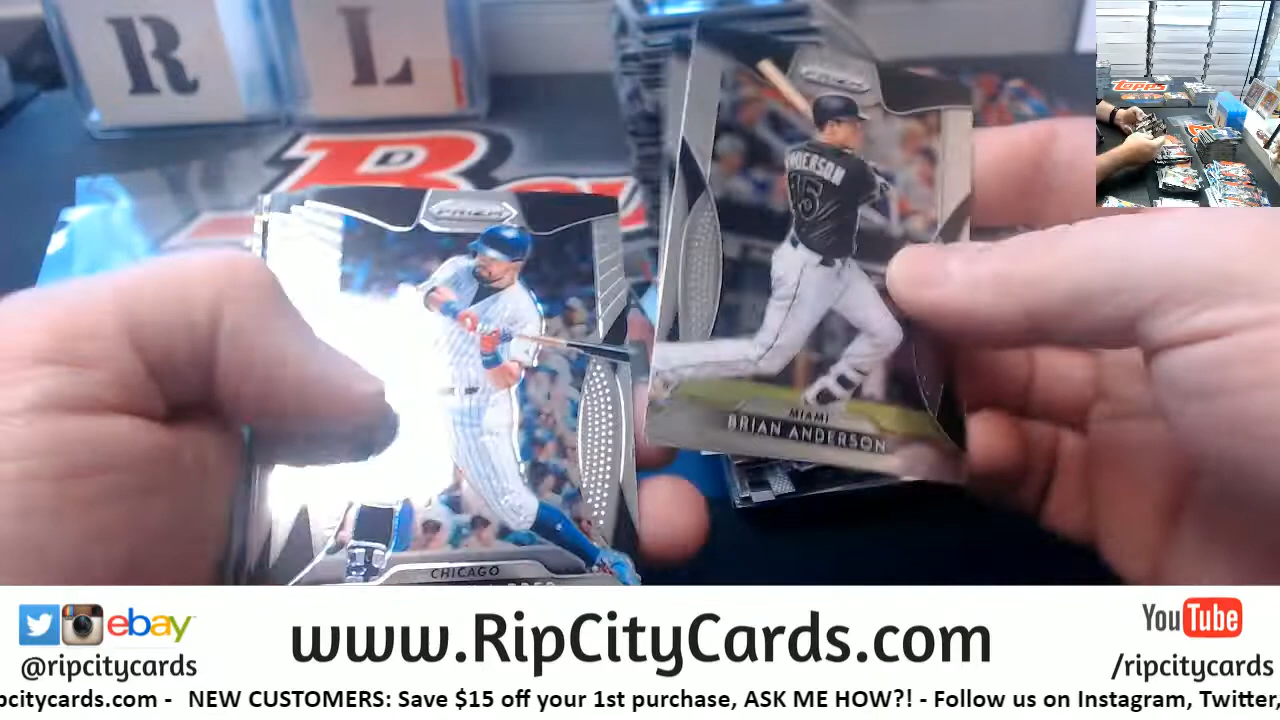 R L
Topps
PRIZM
ANDERSON
15
MIAMI
BRIAN ANDERSON
PRIZM
CHICAGO
ebay
@ripcitycards
www.RipCityCards.com
YouTube
/ripcitycards
pcitycards.com - NEW CUSTOMERS: Save $15 off your 1st purchase, ASK ME HOW?! - Follow us on Instagram, Twitter,